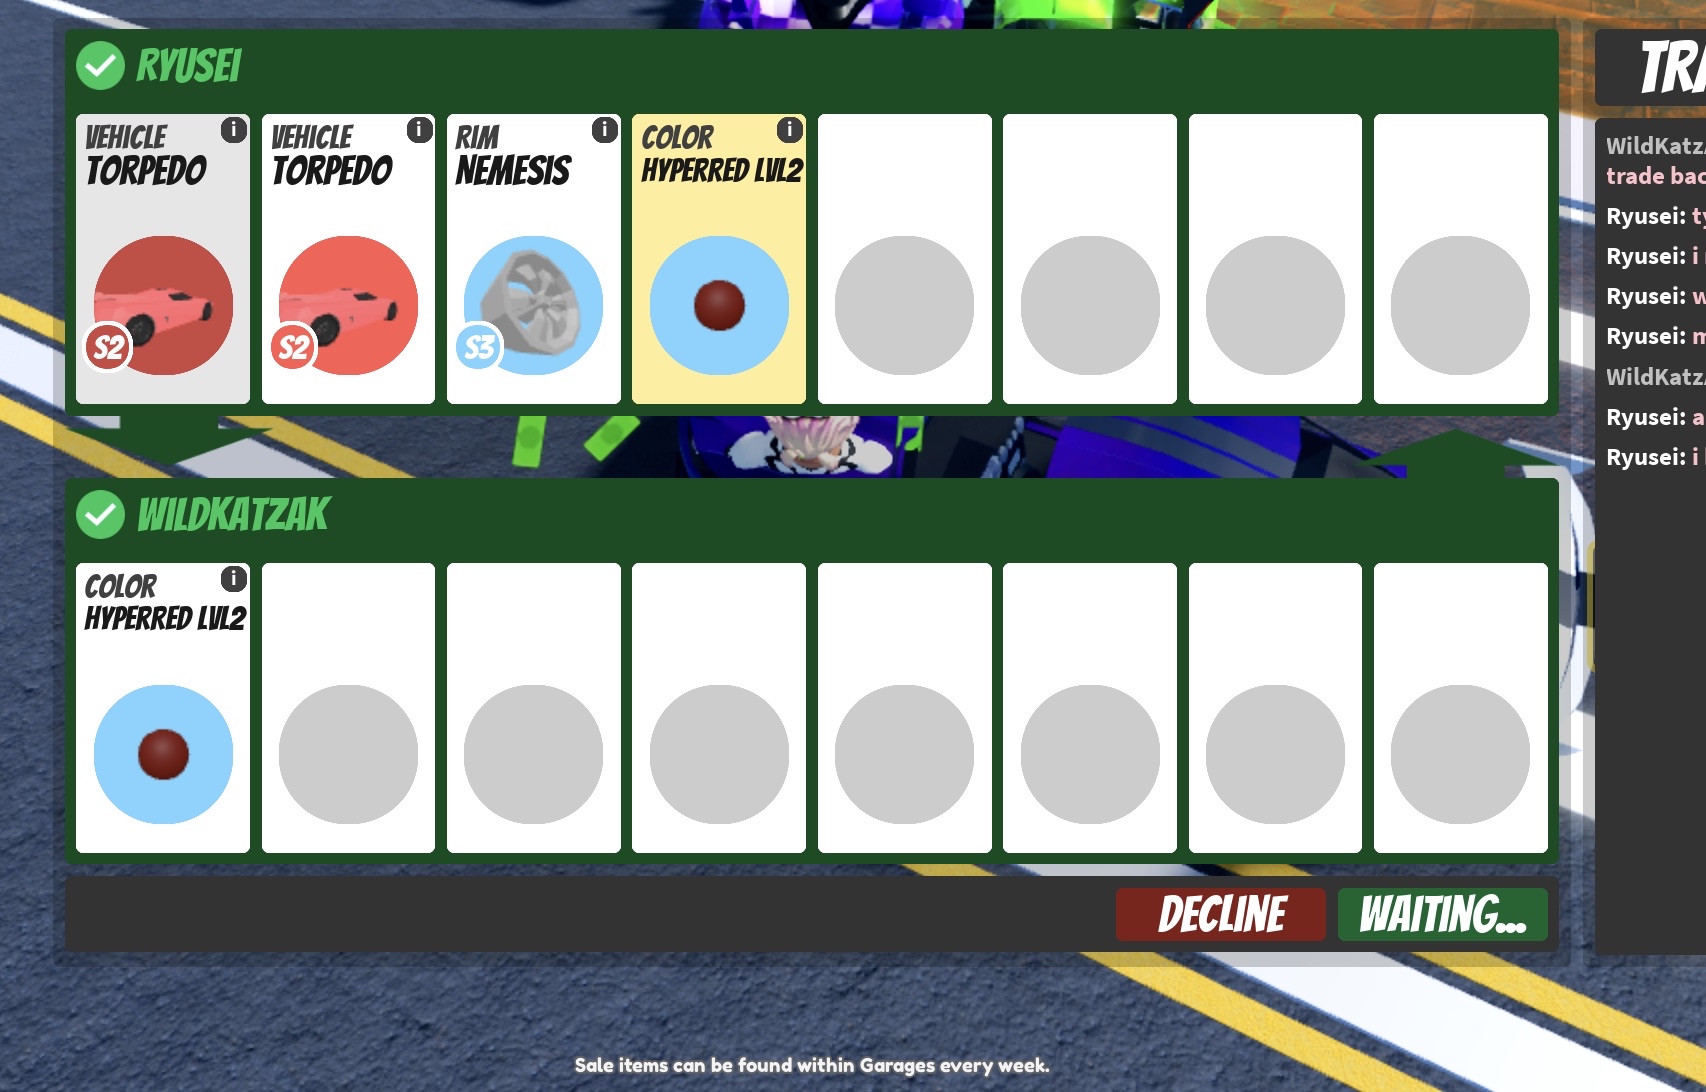 RYUSEI
VEHICLE
TORPEDO
i
S2
VEHICLE
TORPEDO
i
S2
RIM
NEMESIS
i
S3
COLOR
HYPERRED LVL2
i
WILDKATZAK
COLOR
HYPERRED LVL2
i
DECLINE
WAITING...
Sale items can be found within Garages every week.
trade
Ryusei:
Ryusei: i
Ryusei:
Ryusei:
Ryusei:
Ryusei: i